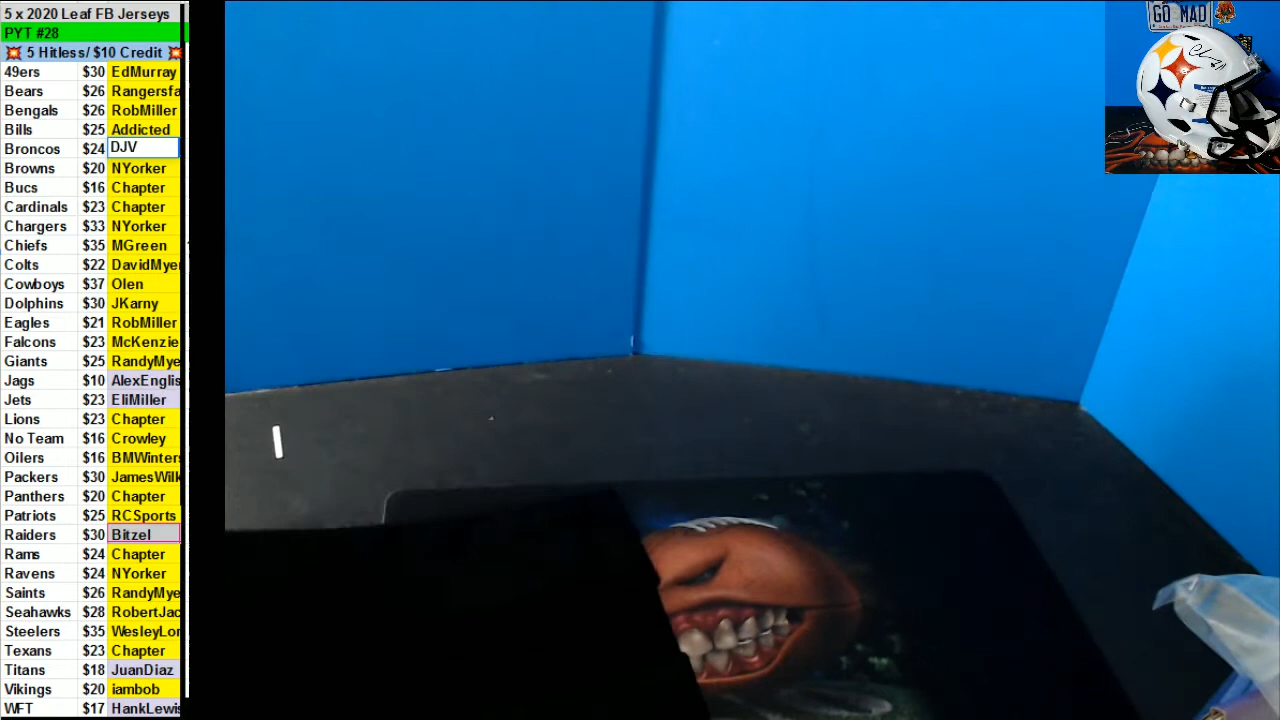 5 x 2020 Leaf FB Jerseys
PYT #28
💥 5 Hitless/ $10 Credit 💥
49ers $30 EdMurray
Bears $26 Rangersfa
Bengals $26 RobMiller
Bills $25 Addicted
Broncos $24 DJV
Browns $20 NYorker
Bucs $16 Chapter
Cardinals $23 Chapter
Chargers $33 NYorker
Chiefs $35 MGreen
Colts $22 DavidMyer
Cowboys $37 Olen
Dolphins $30 JKarny
Eagles $21 RobMiller
Falcons $23 McKenzie
Giants $25 RandyMye
Jags $10 AlexEnglis
Jets $23 EliMiller
Lions $23 Chapter
No Team $16 Crowley
Oilers $16 BMWinters
Packers $30 JamesWilk
Panthers $20 Chapter
Patriots $25 RCSports
Raiders $30 Bitzel
Rams $24 Chapter
Ravens $24 NYorker
Saints $26 RandyMye
Seahawks $28 RobertJac
Steelers $35 WesleyLor
Texans $23 Chapter
Titans $18 JuanDiaz
Vikings $20 iambob
WFT $17 HankLewis
GO MAD